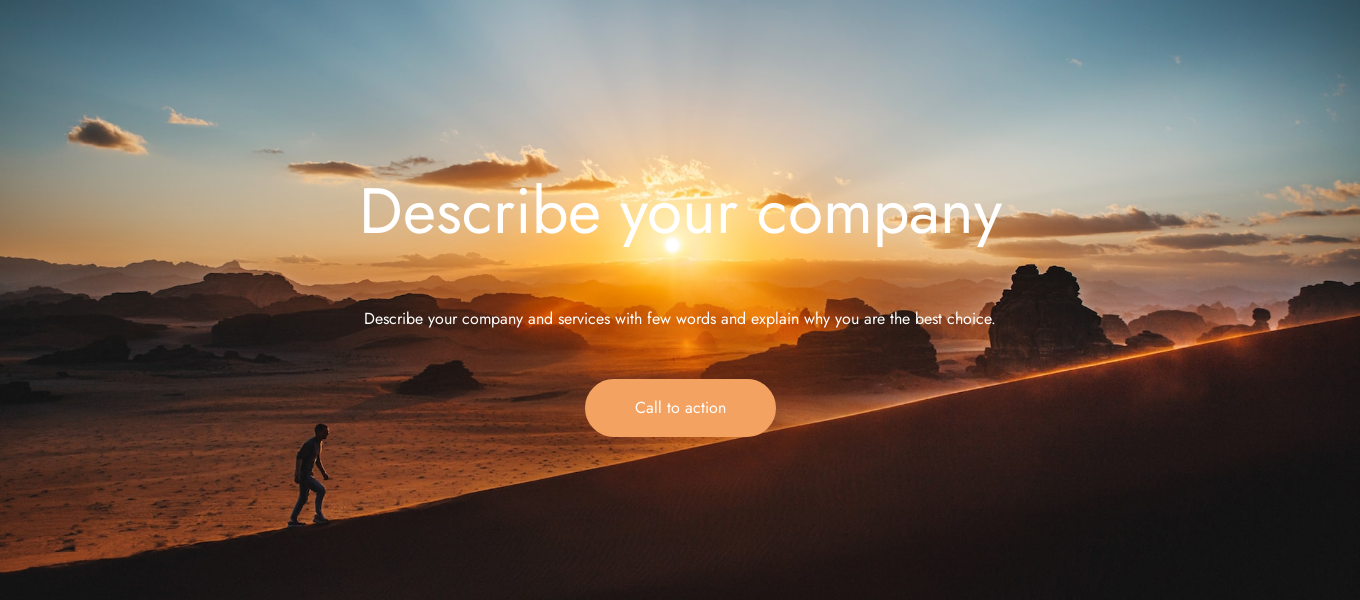 Describe your company
Describe your company and services with few words and explain why you are the best choice.
Call to action